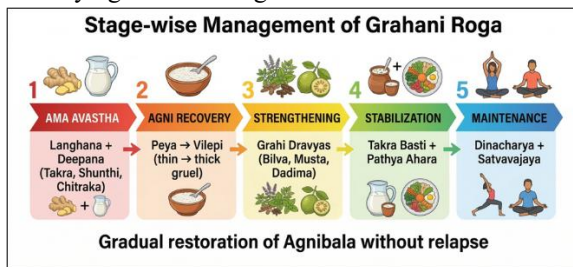 Stage-wise Management of Grahani Roga
1 2 3 4 5
AMA AVASTHA
Langhana +
Deepana
(Takra, Shunthi,
Chitraka)
AGNI RECOVERY
Peya → Vilepi
(thin → thick
gruel)
STRENGTHENING
Grahi Dravyas
(Bilva, Musta,
Dadima)
STABILIZATION
Takra Basti +
Pathya Ahara
MAINTENANCE
Dinacharya +
Satvavajaya
Gradual restoration of Agnibala without relapse